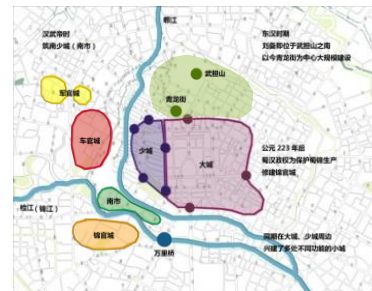 郫江
汉武帝时
筑南少城（南市）
东汉时期
刘焉即位于武担山之南
以今青龙街为中心大规模建设
武担山
军官城
青龙街
车官城
少城
大城
公元 223 年后
蜀汉政权为保护蜀锦生产
修建锦官城
南市
检江（锦江）
锦官城
万里桥
同期在大城、少城周边
兴建了多处不同功能的小城